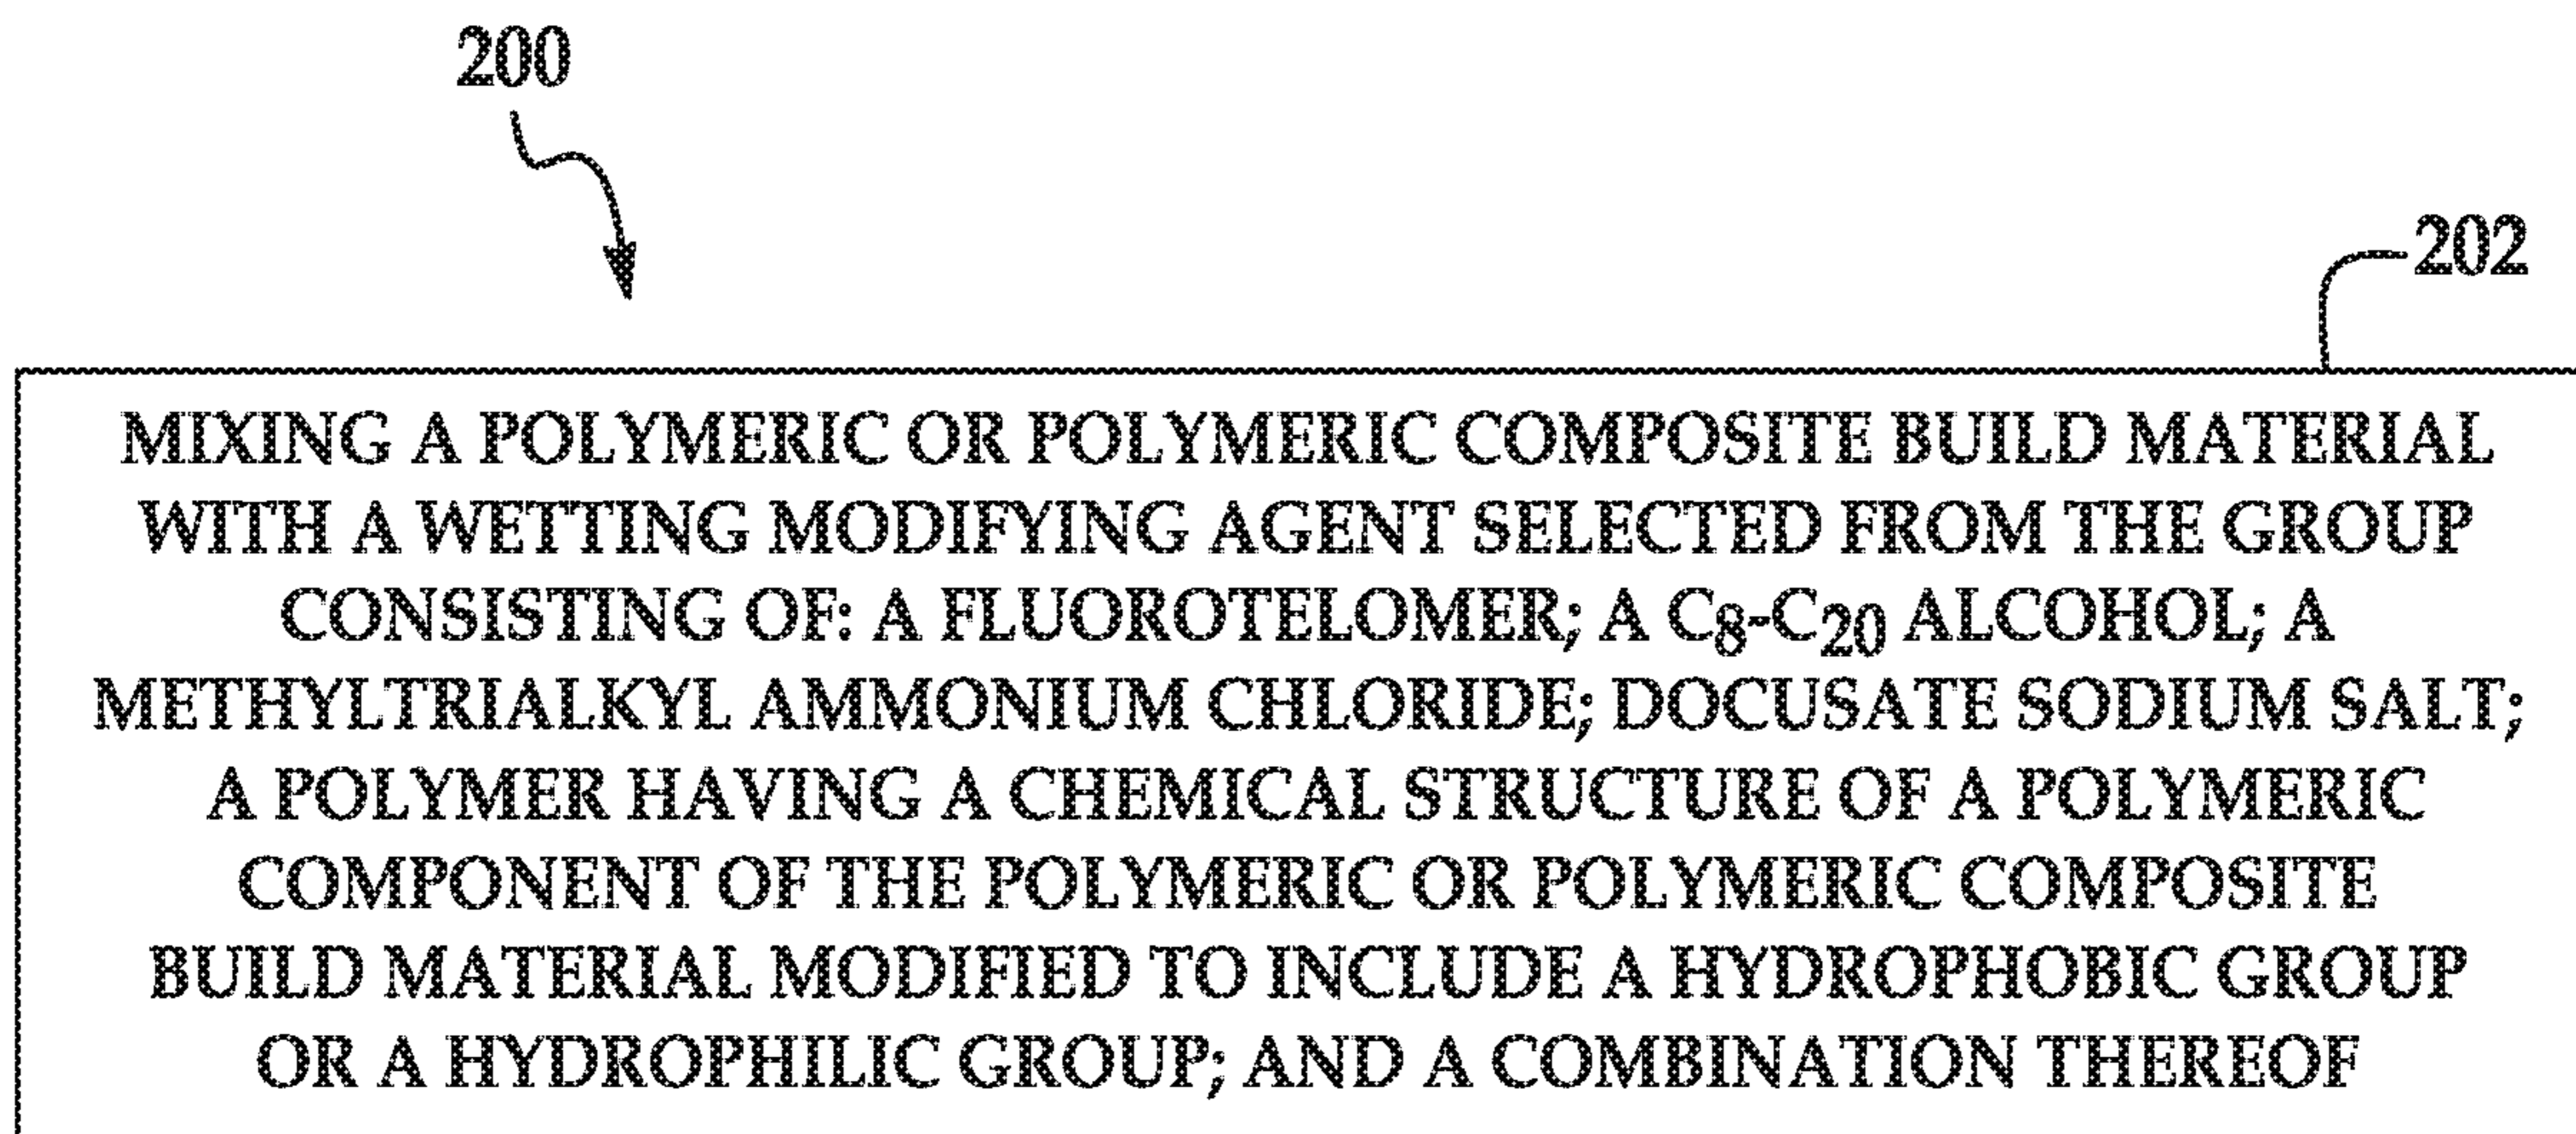 200
202
MIXING A POLYMERIC OR POLYMERIC COMPOSITE BUILD MATERIAL
WITH A WETTING MODIFYING AGENT SELECTED FROM THE GROUP
CONSISTING OF: A FLUOROTELOMER; A C8-C20 ALCOHOL; A
METHYLTRIALKYL AMMONIUM CHLORIDE; DOCUSATE SODIUM SALT;
A POLYMER HAVING A CHEMICAL STRUCTURE OF A POLYMERIC
COMPONENT OF THE POLYMERIC OR POLYMERIC COMPOSITE
BUILD MATERIAL MODIFIED TO INCLUDE A HYDROPHOBIC GROUP
OR A HYDROPHILIC GROUP; AND A COMBINATION THEREOF